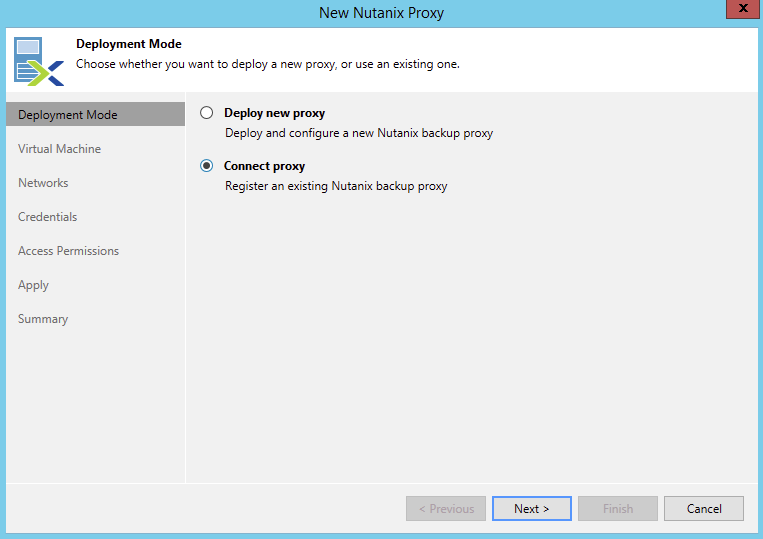 New Nutanix Proxy
x
Deployment Mode
Choose whether you want to deploy a new proxy, or use an existing one.
Deployment Mode
Virtual Machine
Networks
Credentials
Access Permissions
Apply
Summary
Deploy new proxy
Deploy and configure a new Nutanix backup proxy
Connect proxy
Register an existing Nutanix backup proxy
< Previous
Next >
Finish
Cancel